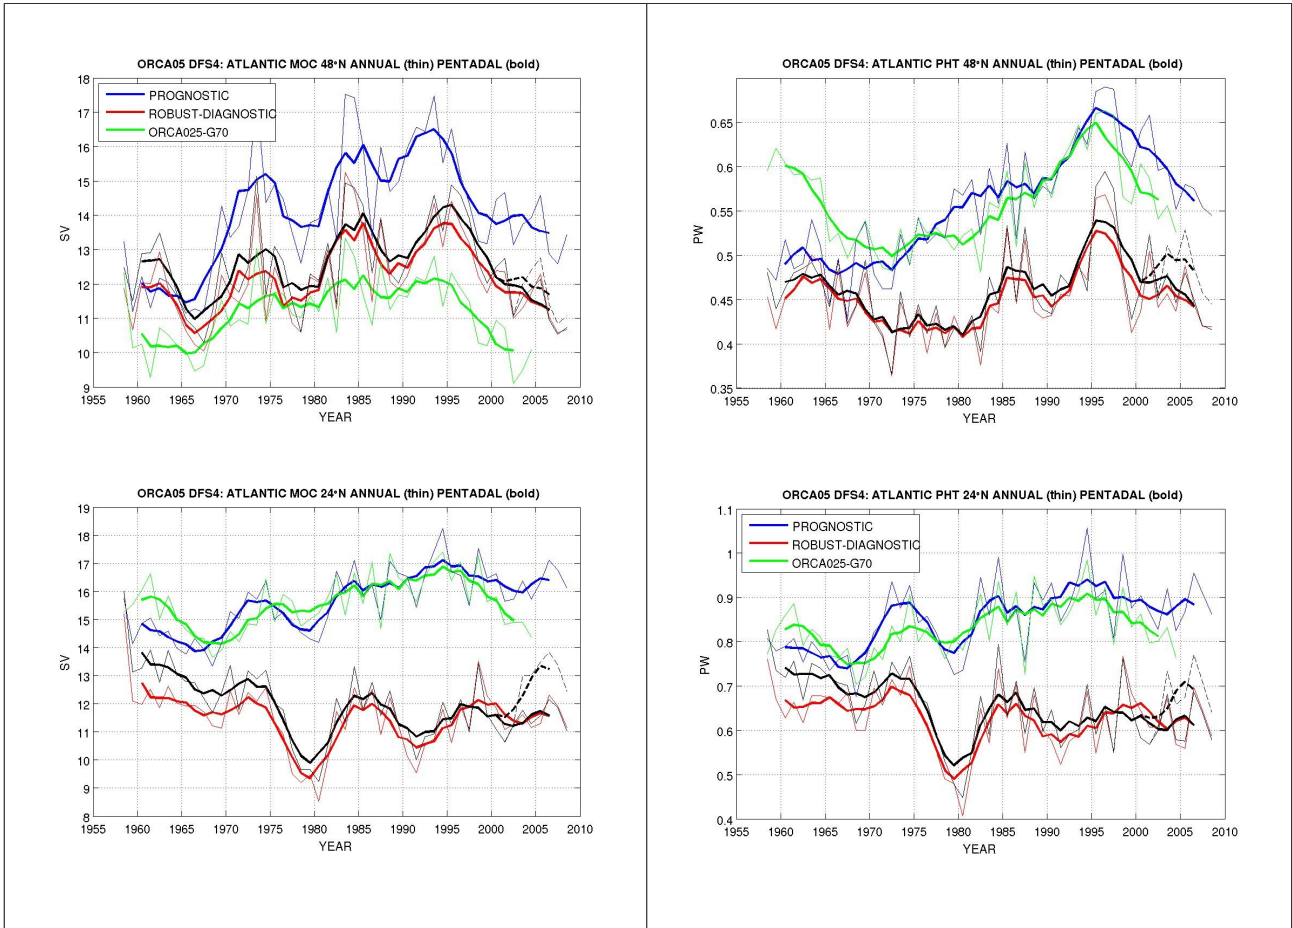 ORCA05 DFS4: ATLANTIC MOC 48°N ANNUAL (thin) PENTADAL (bold)
18
17
16
15
14
13
12
11
10
9
SV
PROGNOSTIC
ROBUST-DIAGNOSTIC
ORCA025-G70
1955 1960 1965 1970 1975 1980 1985 1990 1995 2000 2005 2010
YEAR
ORCA05 DFS4: ATLANTIC PHT 48°N ANNUAL (thin) PENTADAL (bold)
0.65
0.6
0.55
0.5
0.45
0.4
0.35
PW
1955 1960 1965 1970 1975 1980 1985 1990 1995 2000 2005 2010
YEAR
ORCA05 DFS4: ATLANTIC MOC 24°N ANNUAL (thin) PENTADAL (bold)
19
18
17
16
15
14
13
12
11
10
9
8
SV
1955 1960 1965 1970 1975 1980 1985 1990 1995 2000 2005 2010
YEAR
ORCA05 DFS4: ATLANTIC PHT 24°N ANNUAL (thin) PENTADAL (bold)
1.1
1
0.9
0.8
0.7
0.6
0.5
0.4
PW
PROGNOSTIC
ROBUST-DIAGNOSTIC
ORCA025-G70
1955 1960 1965 1970 1975 1980 1985 1990 1995 2000 2005 2010
YEAR